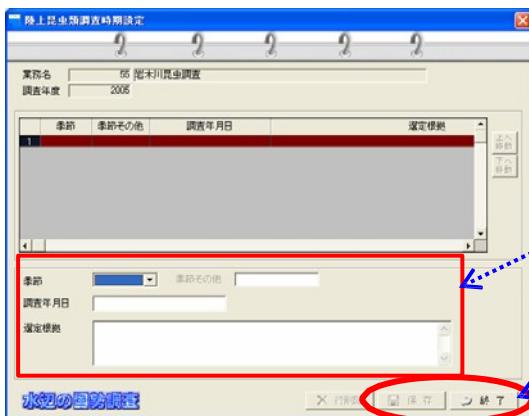 陸上昆虫類調査時期設定
業務名 55 岩木川昆虫調査
調査年度 2005
季節 季節その他 調査年月日 選定根拠
1
上へ移動
下へ移動
季節 季節その他
調査年月日
選定根拠
水辺の国勢調査
行削除 保存 終了